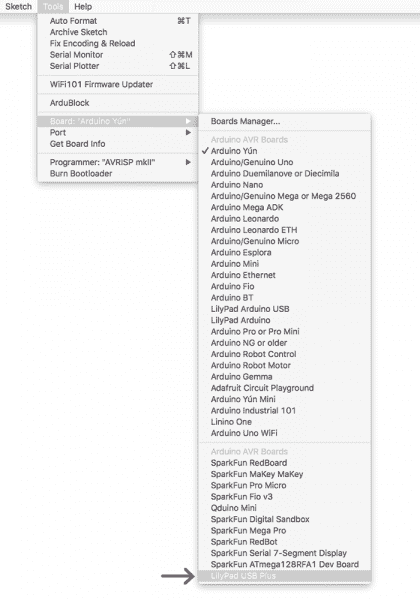 Sketch Tools Help
Auto Format ⌘T
Archive Sketch
Fix Encoding & Reload
Serial Monitor ⇧⌘M
Serial Plotter ⇧⌘L
WiFi101 Firmware Updater
ArduBlock
Board: "Arduino Yún"
Port
Get Board Info
Programmer: "AVRISP mkII"
Burn Bootloader
Boards Manager...
Arduino AVR Boards
✓ Arduino Yún
Arduino/Genuino Uno
Arduino Duemilanove or Diecimila
Arduino Nano
Arduino/Genuino Mega or Mega 2560
Arduino Mega ADK
Arduino Leonardo
Arduino Leonardo ETH
Arduino/Genuino Micro
Arduino Esplora
Arduino Mini
Arduino Ethernet
Arduino Fio
Arduino BT
LilyPad Arduino USB
LilyPad Arduino
Arduino Pro or Pro Mini
Arduino NG or older
Arduino Robot Control
Arduino Robot Motor
Arduino Gemma
Adafruit Circuit Playground
Arduino Yún Mini
Arduino Industrial 101
Linino One
Arduino Uno WiFi
Arduino AVR Boards
SparkFun RedBoard
SparkFun MaKey MaKey
SparkFun Pro Micro
SparkFun Fio v3
Qduino Mini
SparkFun Digital Sandbox
SparkFun Mega Pro
SparkFun RedBot
SparkFun Serial 7-Segment Display
SparkFun ATmega128RFA1 Dev Board
LilyPad USB Plus